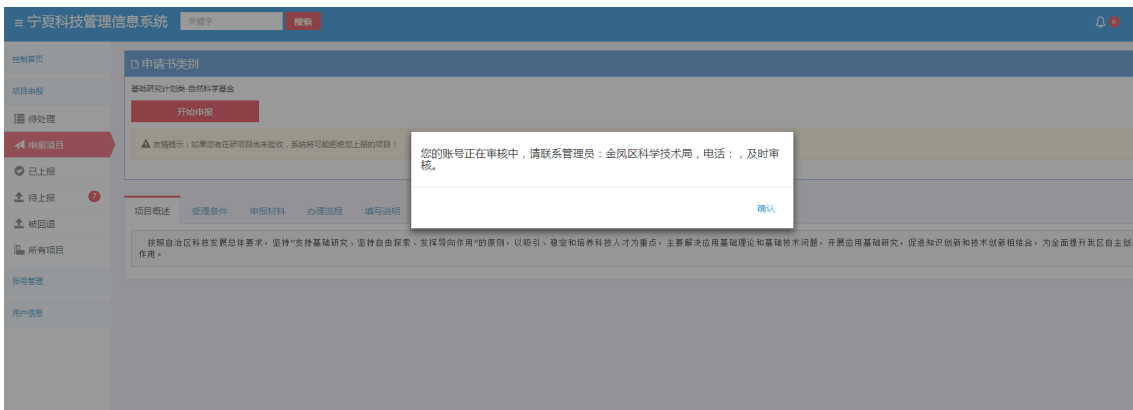 宁夏科技管理信息系统
关键字
搜索
6
控制首页
项目申报
待处理
申报项目
已上报
待上报
7
被回退
所有项目
账号管理
用户信息
申请书类别
基础研究计划类-自然科学基金
开始申报
友情提示：如果您有在研项目尚未验收，系统将可能拒绝您上报的项目！
您的账号正在审核中，请联系管理员：金凤区科学技术局，电话：，及时审
核。
确认
项目概述
受理条件
申报材料
办理流程
填写说明
按照自治区科技发展总体要求，坚持“支持基础研究、坚持自由探索、发挥导向作用”的原则，以吸引、稳定和培养科技人才为重点，主要解决应用基础理论和基础技术问题，开展应用基础研究，促进知识创新和技术创新相结合，为全面提升我区自主创
作用。